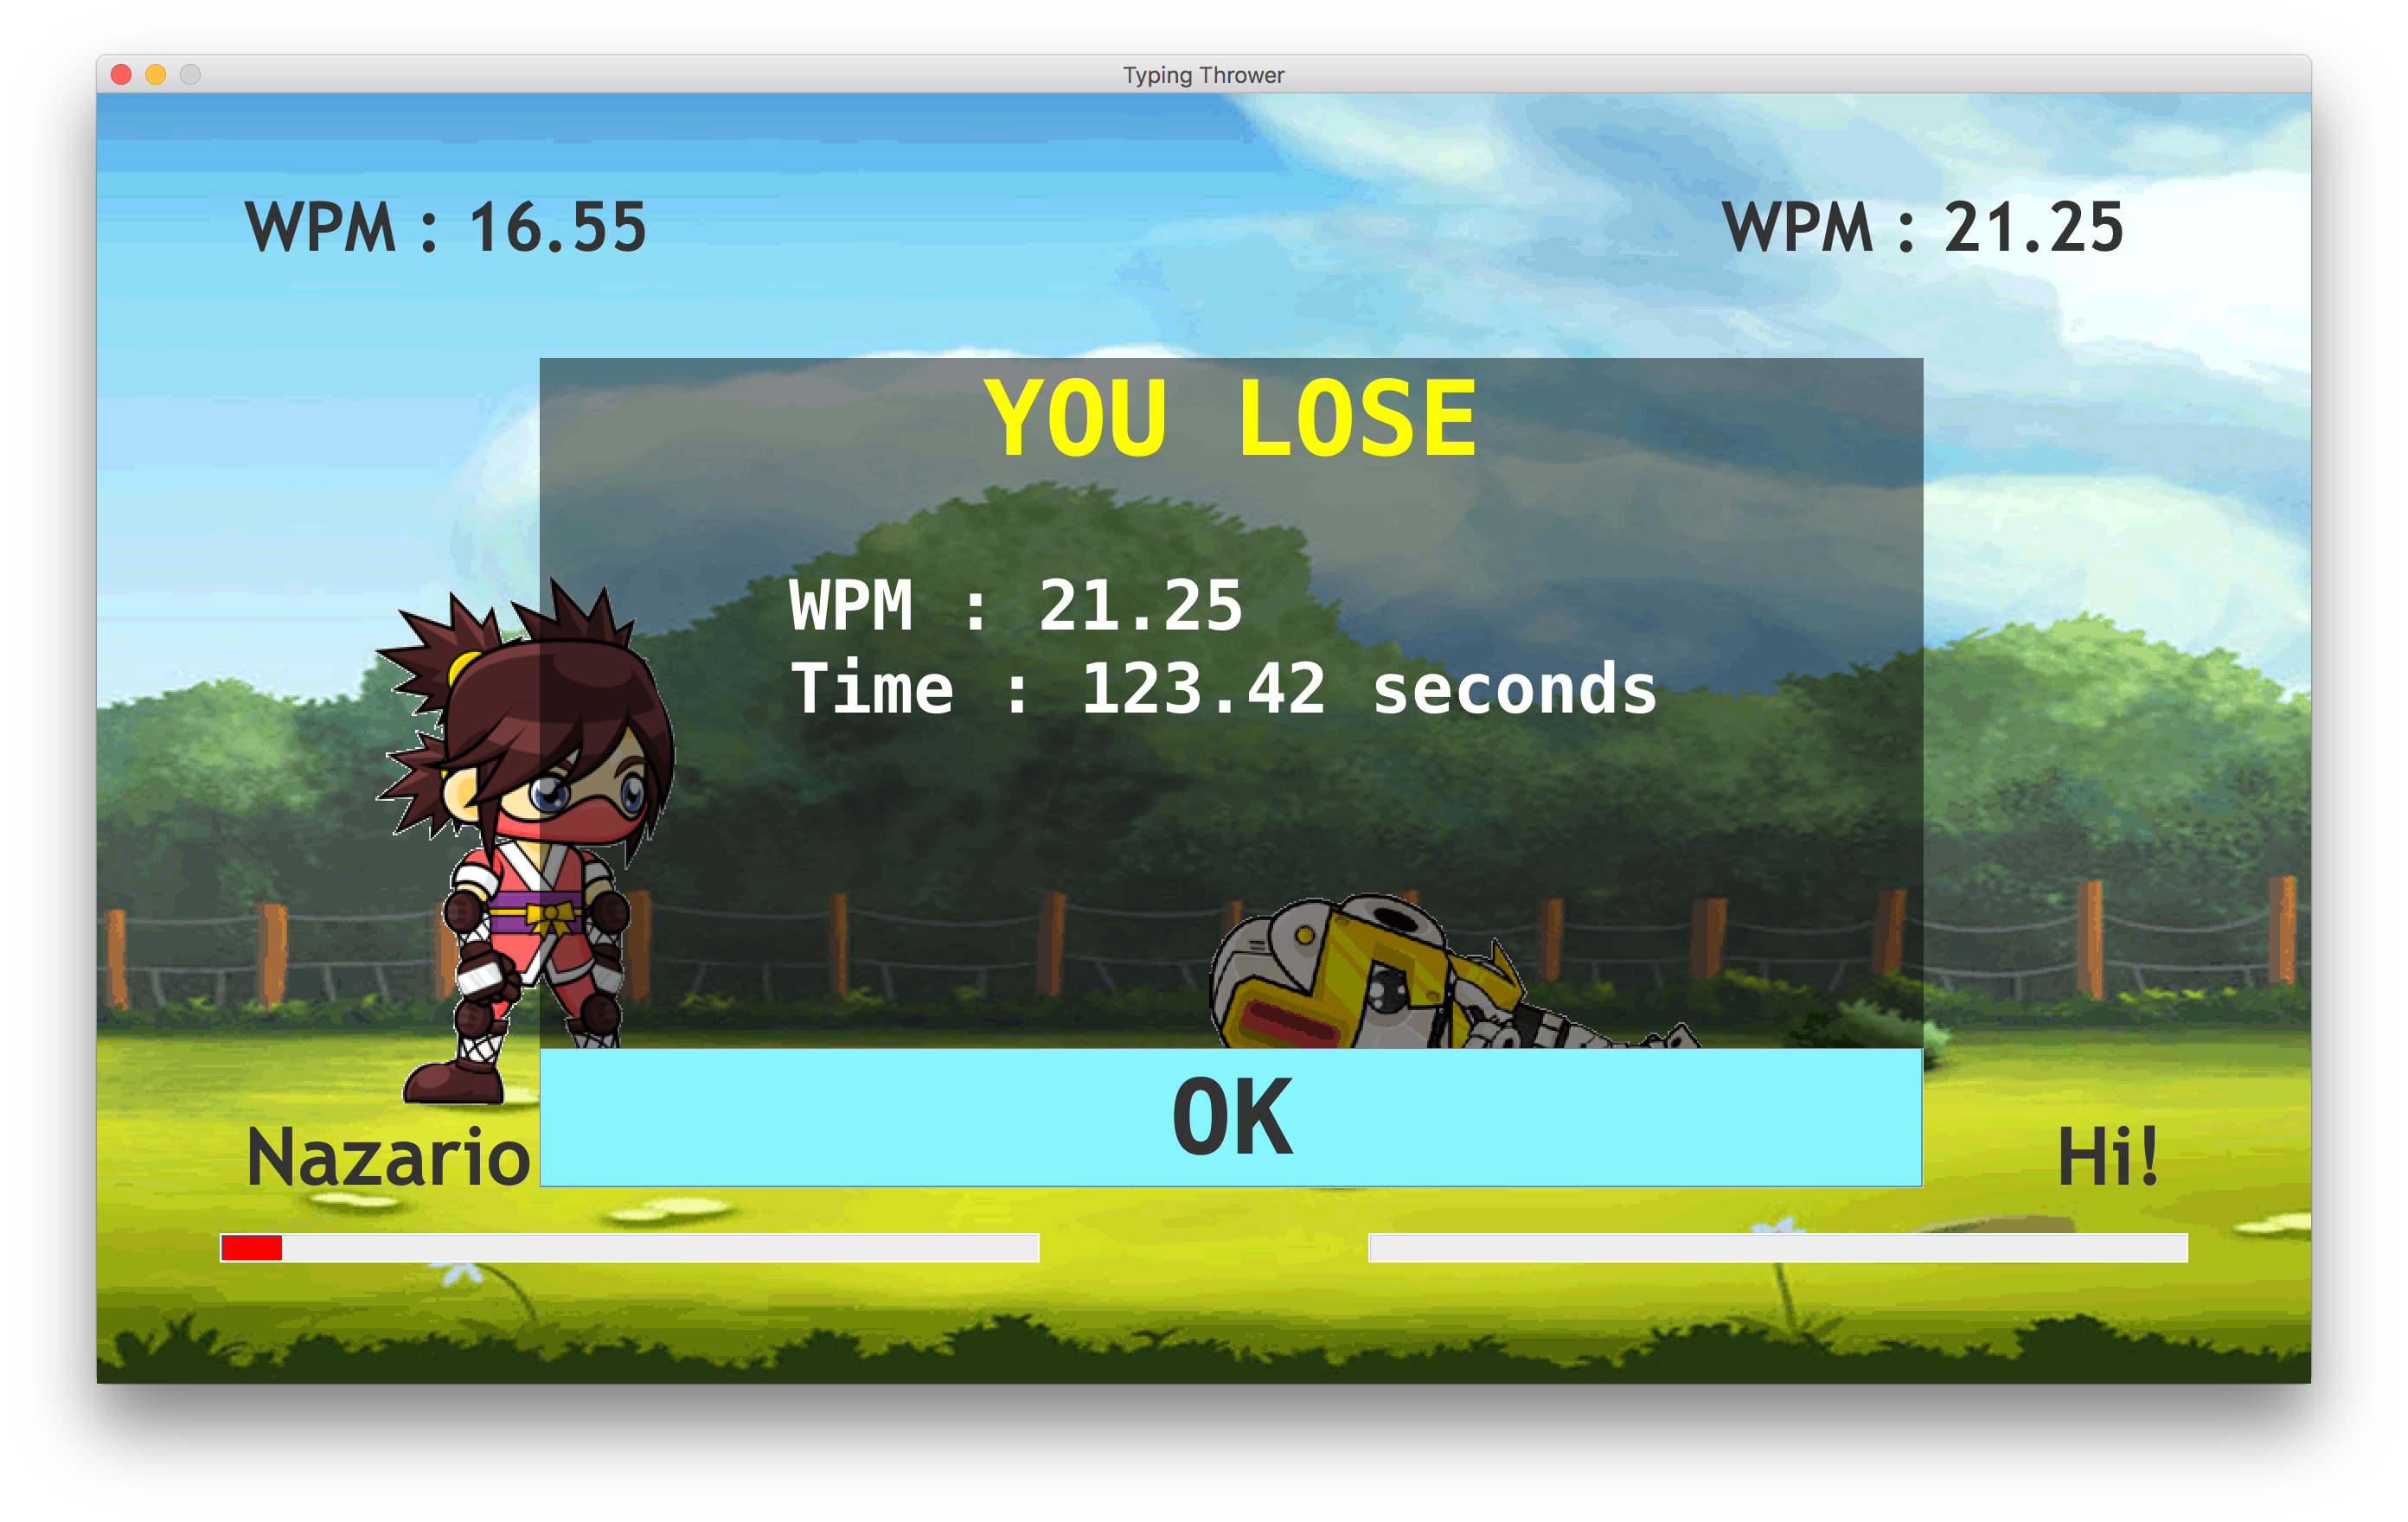 Typing Thrower
WPM : 16.55
WPM : 21.25
YOU LOSE
WPM : 21.25
Time : 123.42 seconds
OK
Nazario
Hi!